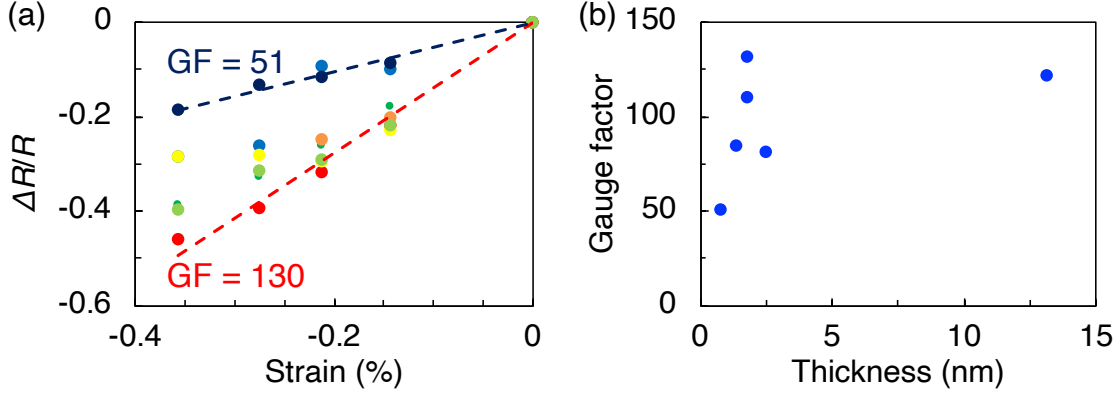 (a)
0
GF = 51
-0.2
-0.4
GF = 130
-0.6
ΔR/R
-0.4
-0.2
0
Strain (%)
(b)
150
100
50
0
Gauge factor
0
5
10
15
Thickness (nm)